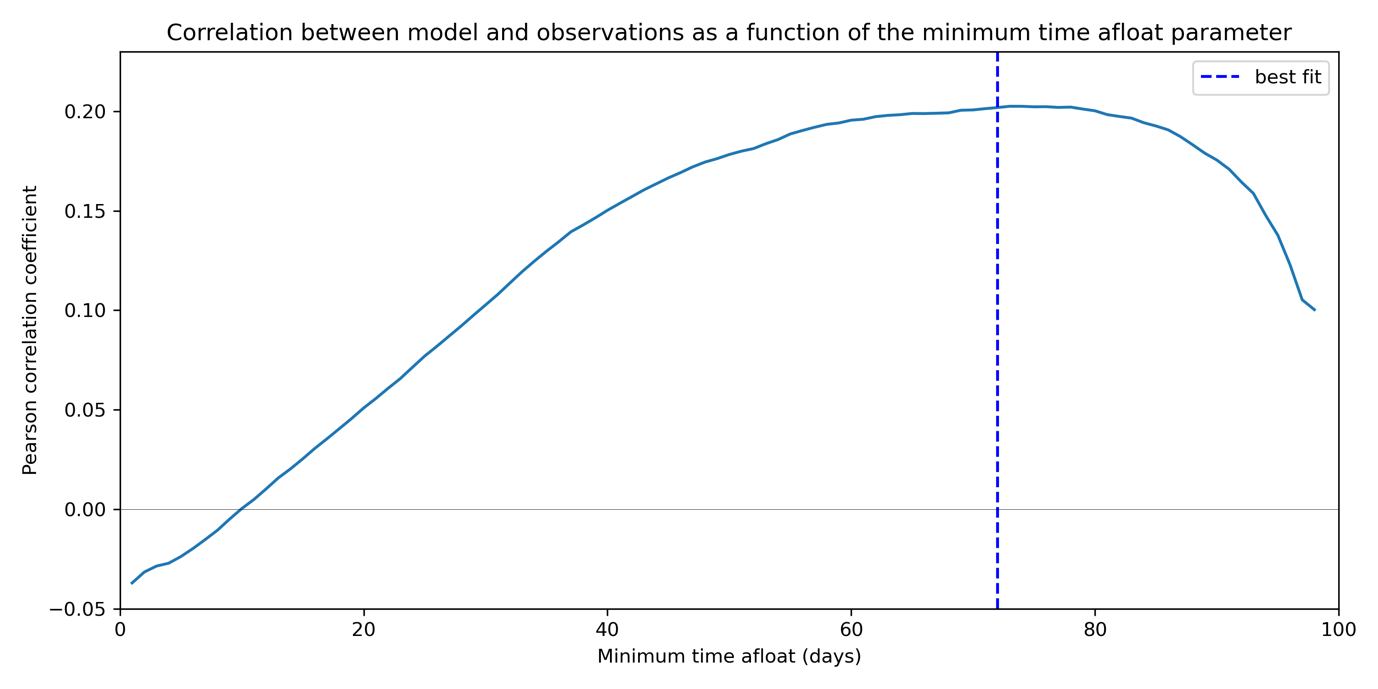 Correlation between model and observations as a function of the minimum time afloat parameter
best fit
Pearson correlation coefficient
0.20
0.15
0.10
0.05
0.00
−0.05
0 20 40 60 80 100
Minimum time afloat (days)